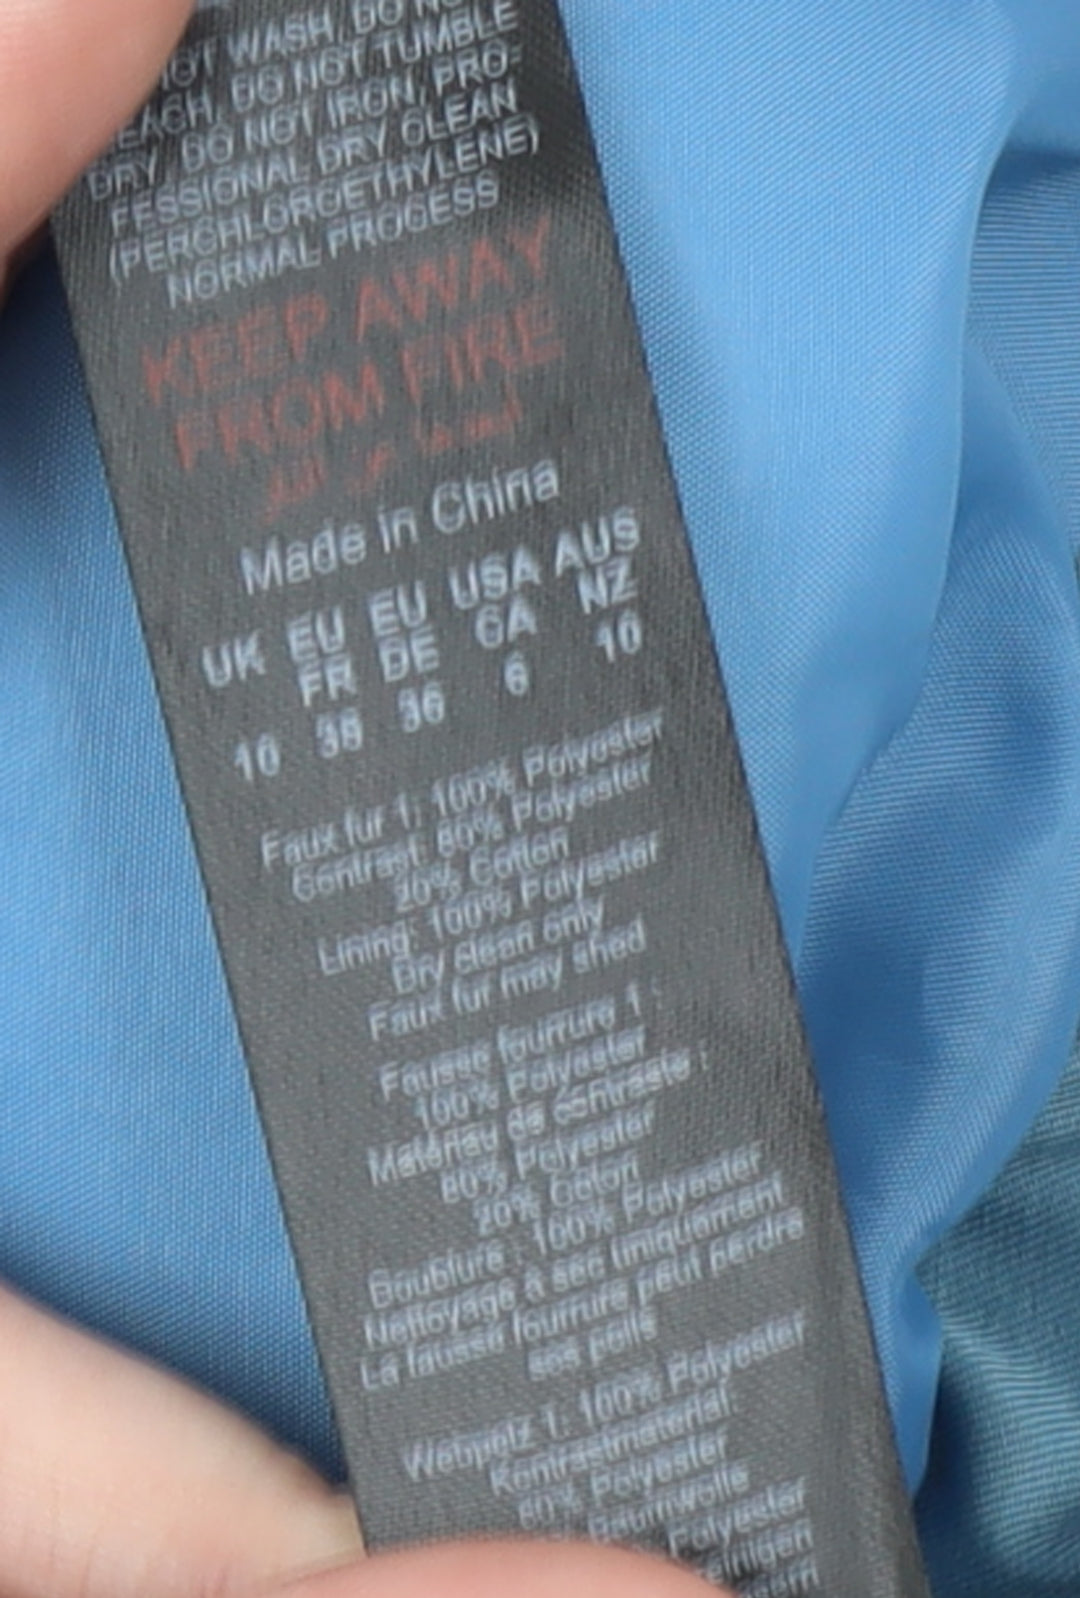 NOT WASH, DO NOT
DO NOT TUMBLE
DRY, DO NOT IRON, PRO-
FESSIONAL DRY CLEAN
(PERCHLOROETHYLENE)
NORMAL PROCESS
KEEP AWAY
FROM FIRE
Made in China
UK EU EU USA AUS
FR DE CA NZ
10 38 36 6 10
Faux fur 1: 100% Polyester
Contrast: 80% Polyester
20% Cotton
Lining: 100% Polyester
Dry clean only
Faux fur may shed
Fausse fourrure 1 :
100% Polyester
Matériau de contraste :
80% Polyester
20% Coton
Doublure : 100% Polyester
Nettoyage à sec uniquement
La fausse fourrure peut perdre
ses poils
Webpelz 1: 100% Polyester
Kontrastmaterial:
80% Polyester
Baumwolle
Polyester